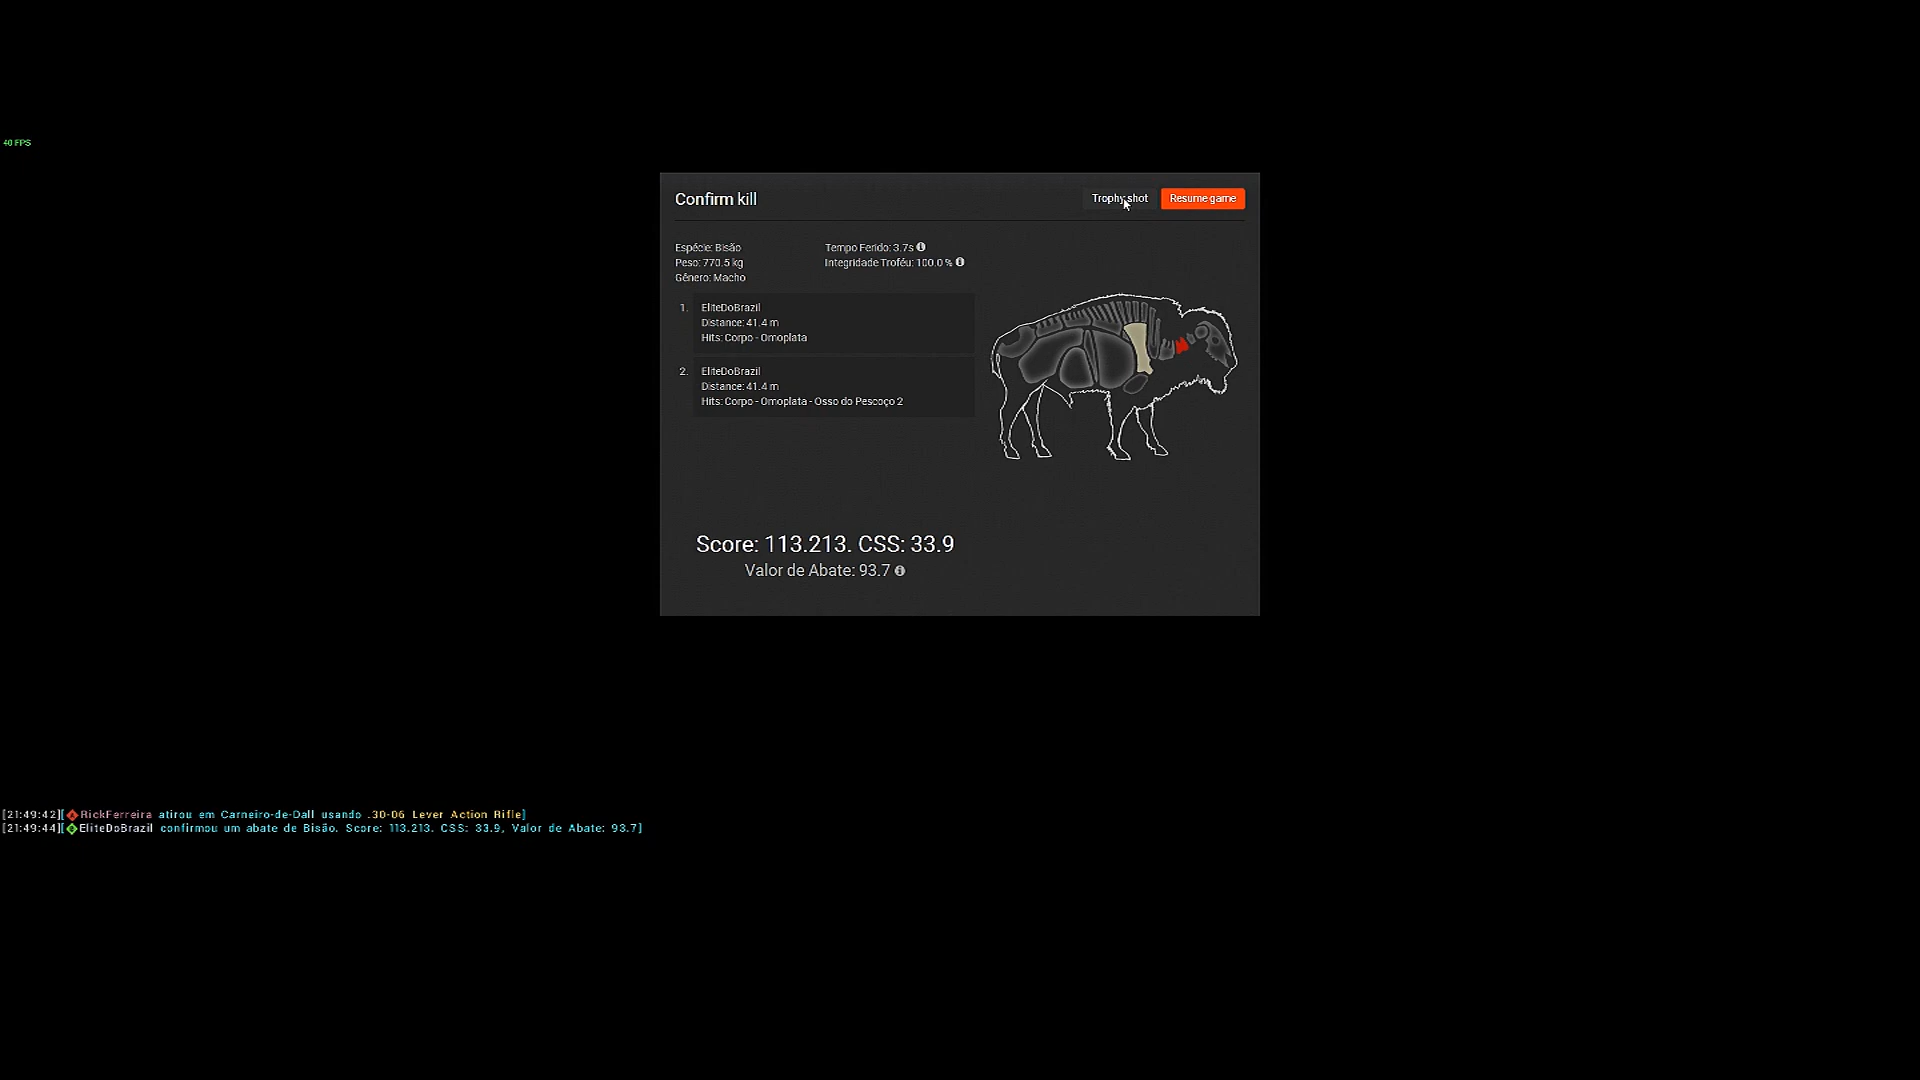 40 FPS
Confirm kill
Trophy shot
Resume game
Espécie: Bisão
Peso: 770.5 kg
Gênero: Macho
Tempo Ferido: 3.7s
Integridade Troféu: 100.0 %
1.
EliteDoBrazil
Distance: 41.4 m
Hits: Corpo - Omoplata
2.
EliteDoBrazil
Distance: 41.4 m
Hits: Corpo - Omoplata - Osso do Pescoço 2
Score: 113.213. CSS: 33.9
Valor de Abate: 93.7
[21:49:42][RickFerreira atirou em Carneiro-de-Dall usando .30-06 Lever Action Rifle]
[21:49:44][EliteDoBrazil confirmou um abate de Bisão. Score: 113.213. CSS: 33.9, Valor de Abate: 93.7]